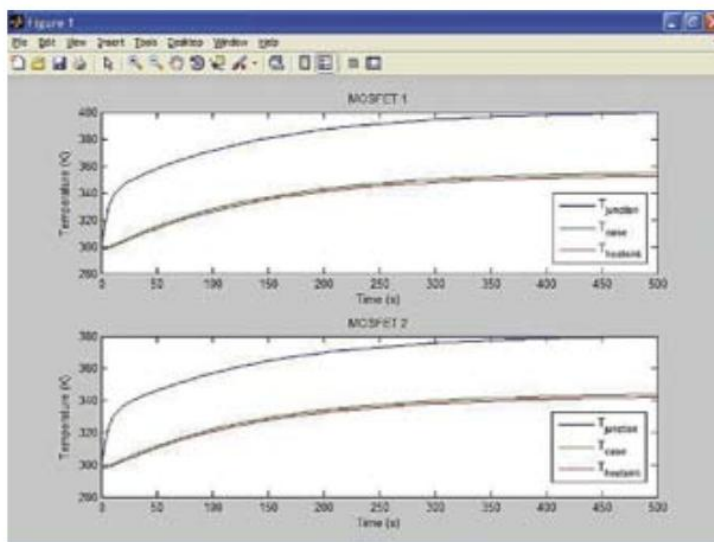 Figure 1
File Edit View Insert Tools Desktop Window Help
MOSFET 1
Temperature (K)
400
380
360
340
320
300
280
0 50 100 150 200 250 300 350 400 450 500
Time (s)
T junction
T case
T heatsink
MOSFET 2
Temperature (K)
380
360
340
320
300
280
0 50 100 150 200 250 300 350 400 450 500
Time (s)
T junction
T case
T heatsink